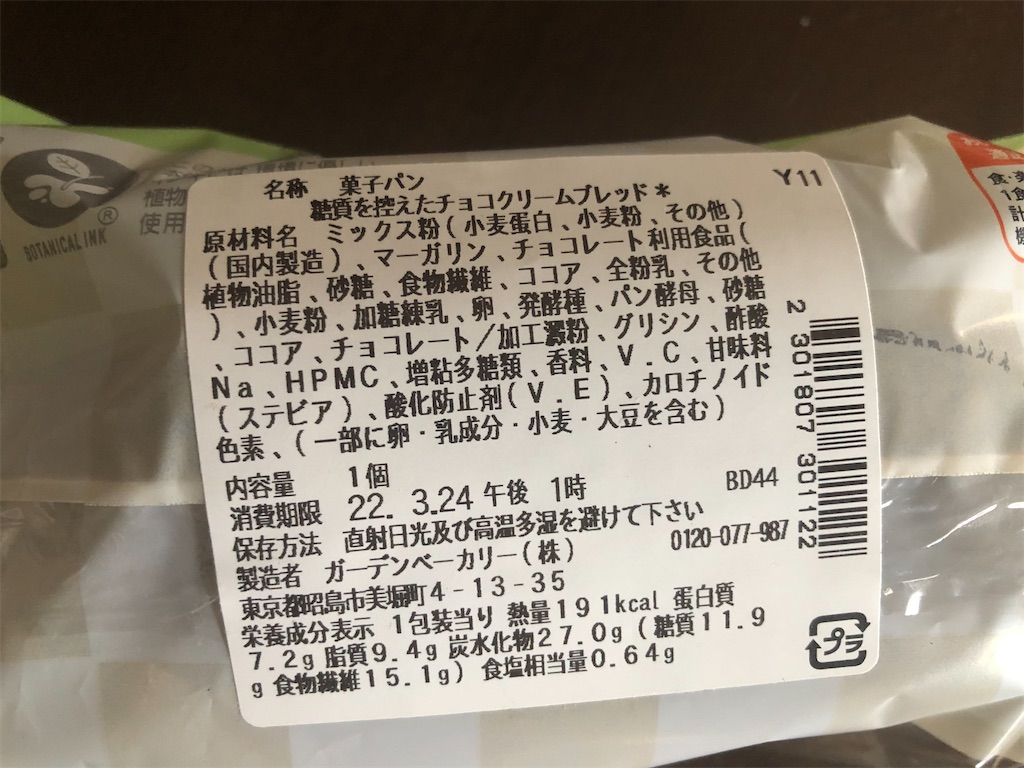 植物
使用
BOTANICAL INK
®
Y11
名称 菓子パン
糖質を控えたチョコクリームブレッド*
原材料名 ミックス粉(小麦蛋白、小麦粉、その他)
(国内製造)、マーガリン、チョコレート利用食品(
植物油脂、砂糖、食物繊維、ココア、全粉乳、その他
)、小麦粉、加糖練乳、卵、発酵種、パン酵母、砂糖
、ココア、チョコレート/加工澱粉、グリシン、酢酸
Na、HPMC、増粘多糖類、香料、V.C、甘味料
(ステビア)、酸化防止剤(V.E)、カロチノイド
色素、(一部に卵・乳成分・小麦・大豆を含む)
内容量 1個
消費期限 22. 3.24 午後 1時 BD44
保存方法 直射日光及び高温多湿を避けて下さい
製造者 ガーデンベーカリー(株) 0120-077-987
東京都昭島市美堀町4-13-35
栄養成分表示 1包装当り 熱量191kcal 蛋白質
7.2g 脂質9.4g 炭水化物27.0g (糖質11.9
g 食物繊維15.1g) 食塩相当量0.64g
2 301807 301122
プラ
食・
1食